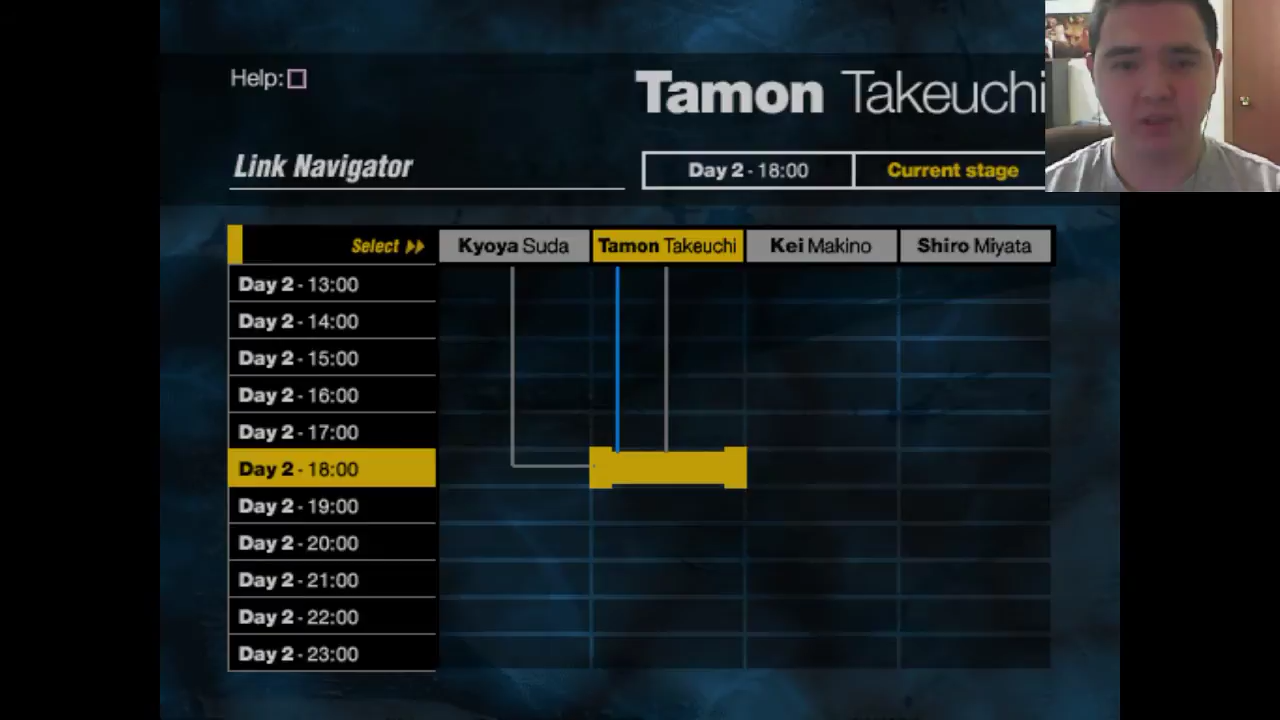 Help:
Tamon Takeuchi
Link Navigator
Day 2 - 18:00 Current stage
Select Kyoya Suda Tamon Takeuchi Kei Makino Shiro Miyata
Day 2 - 13:00
Day 2 - 14:00
Day 2 - 15:00
Day 2 - 16:00
Day 2 - 17:00
Day 2 - 18:00
Day 2 - 19:00
Day 2 - 20:00
Day 2 - 21:00
Day 2 - 22:00
Day 2 - 23:00